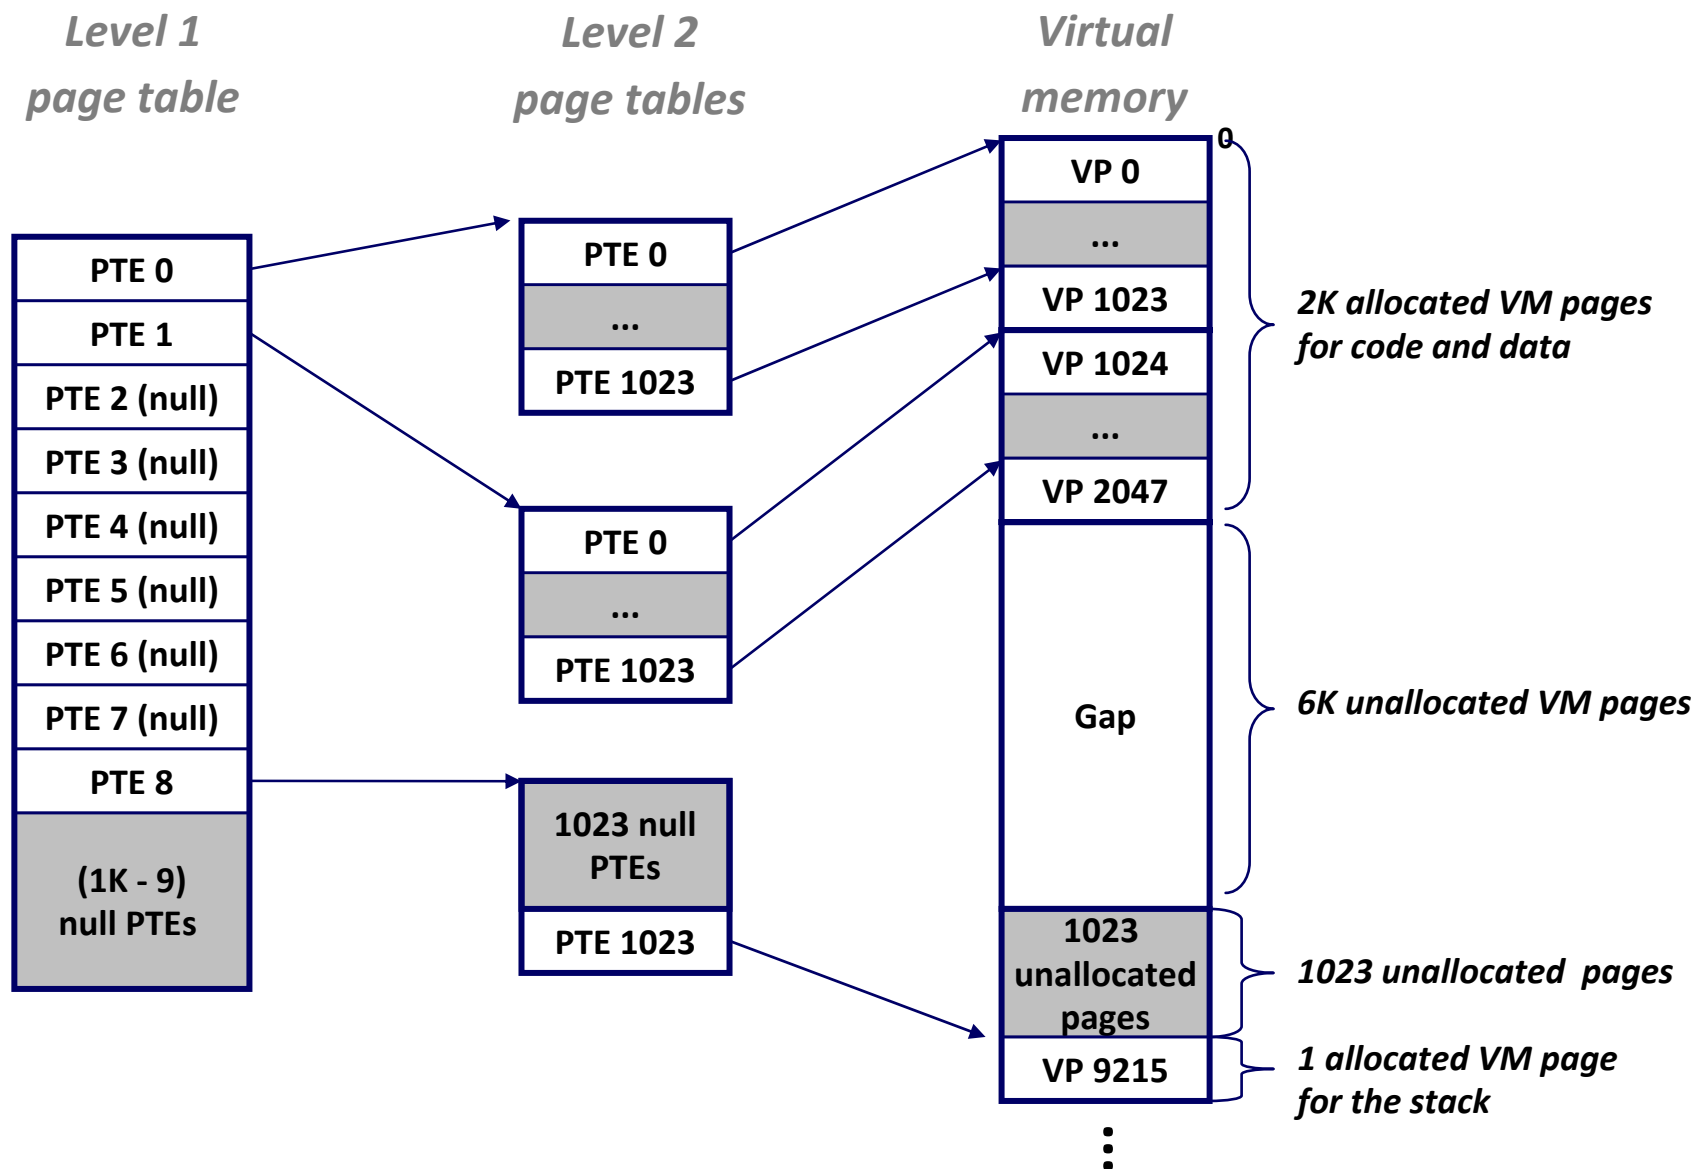 Level 1
page table
Level 2
page tables
Virtual
memory
PTE 0
PTE 1
PTE 2 (null)
PTE 3 (null)
PTE 4 (null)
PTE 5 (null)
PTE 6 (null)
PTE 7 (null)
PTE 8
(1K - 9)
null PTEs
PTE 0
...
PTE 1023
PTE 0
...
PTE 1023
1023 null
PTEs
PTE 1023
0
VP 0
...
VP 1023
VP 1024
...
VP 2047
Gap
1023
unallocated
pages
VP 9215
...
2K allocated VM pages
for code and data
6K unallocated VM pages
1023 unallocated  pages
1 allocated VM page
for the stack